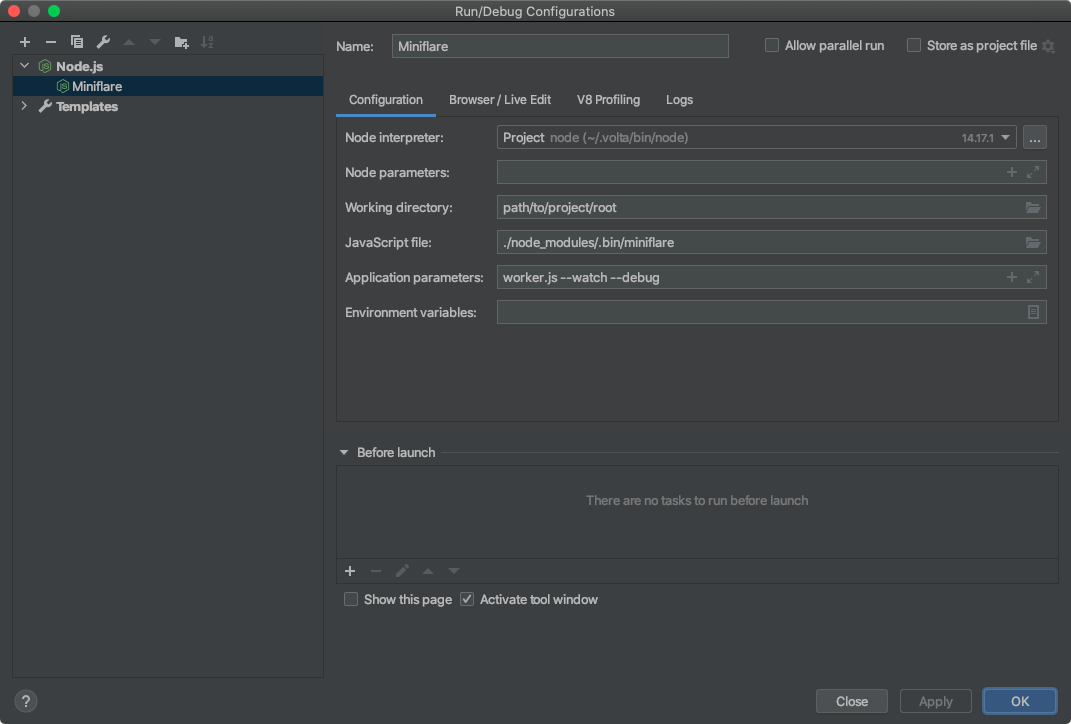 Run/Debug Configurations
Name: Miniflare Allow parallel run Store as project file
Node.js
Miniflare
Templates
Configuration Browser / Live Edit V8 Profiling Logs
Node interpreter: Project node (~/.volta/bin/node) 14.17.1 ...
Node parameters:
Working directory: path/to/project/root
JavaScript file: ./node_modules/.bin/miniflare
Application parameters: worker.js --watch --debug
Environment variables:
Before launch
There are no tasks to run before launch
Show this page Activate tool window
? Close Apply OK